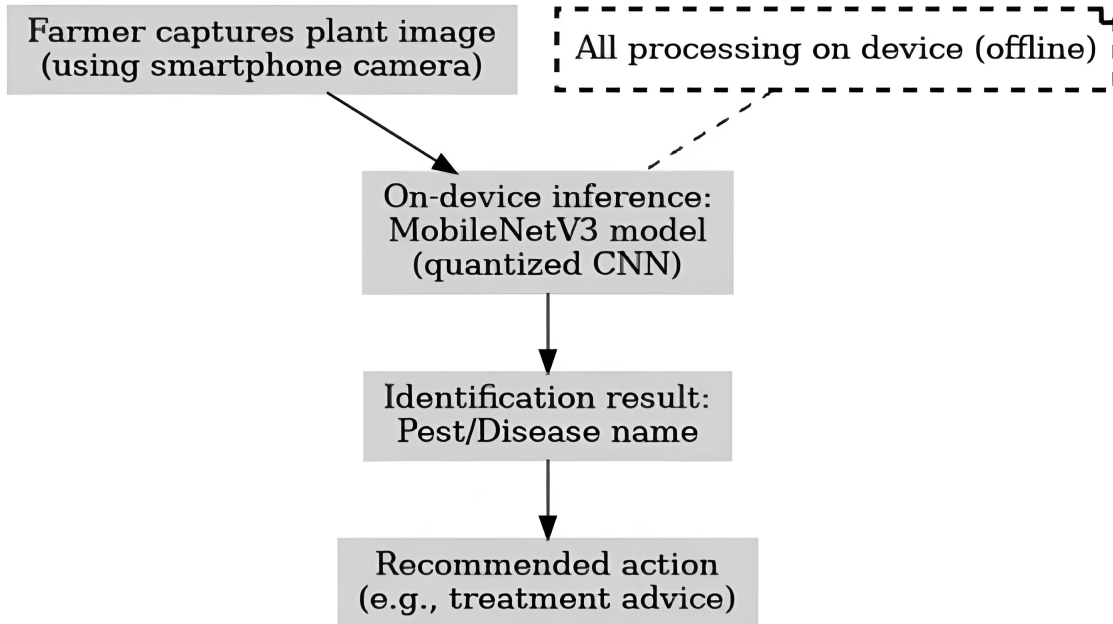 Farmer captures plant image
(using smartphone camera)
All processing on device (offline)
On-device inference:
MobileNetV3 model
(quantized CNN)
Identification result:
Pest/Disease name
Recommended action
(e.g., treatment advice)